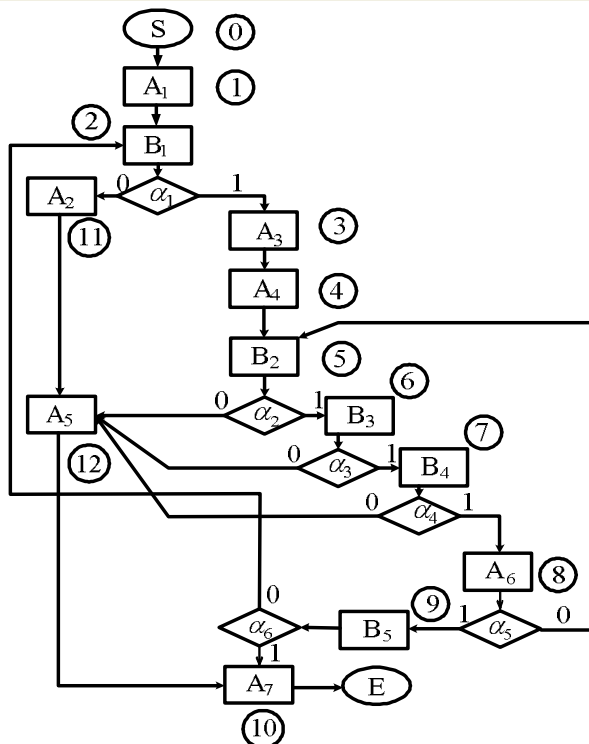 S 0
A₁ 1
2
B₁
0 α₁ 1
A₂
11
A₃ 3
A₄ 4
B₂ 5
6
0 α₂ 1 B₃
A₅
7
12
0 α₃ 1 B₄
0 α₄ 1
A₆ 8
0
9
α₆ B₅ 1 α₅ 0
1
A₇ E
10